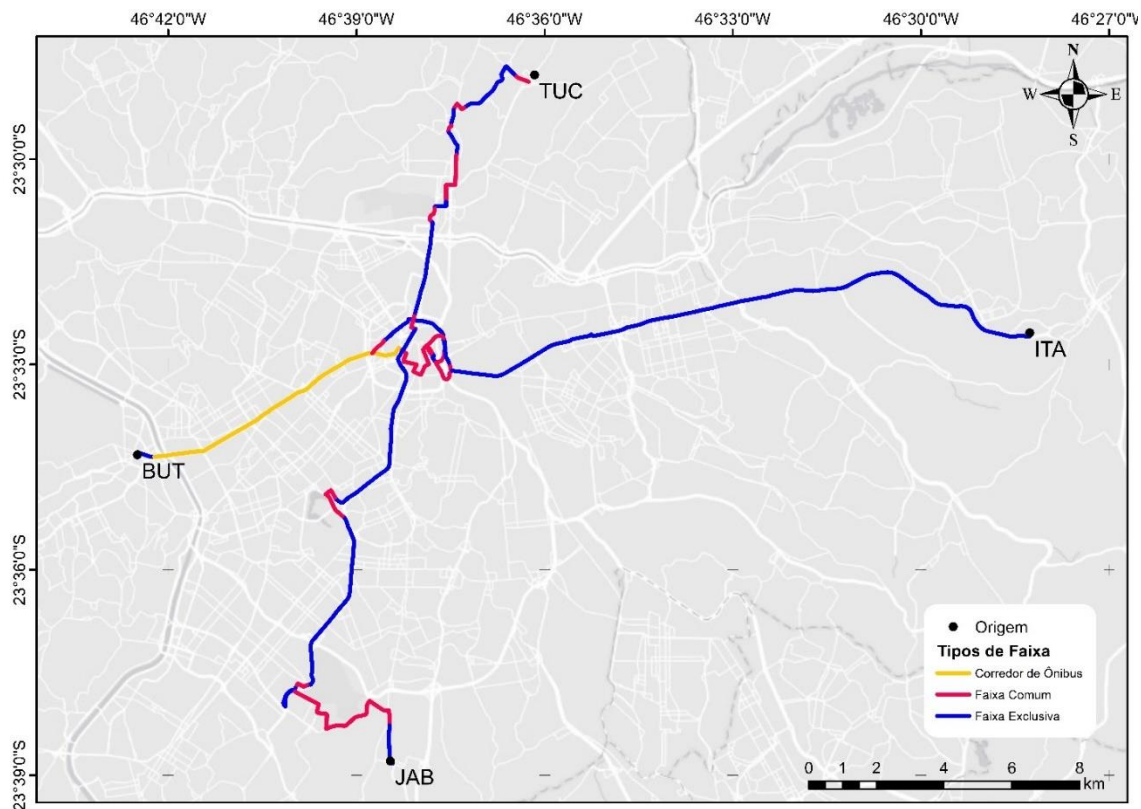 46°42'0"W 46°39'0"W 46°36'0"W 46°33'0"W 46°30'0"W 46°27'0"W
N
W E
S
TUC
23°30'0"S
ITA
23°33'0"S
BUT
23°36'0"S
Origem
Tipos de Faixa
Corredor de Ônibus
Faixa Comum
Faixa Exclusiva
JAB
23°39'0"S
0 1 2 4 6 8
km